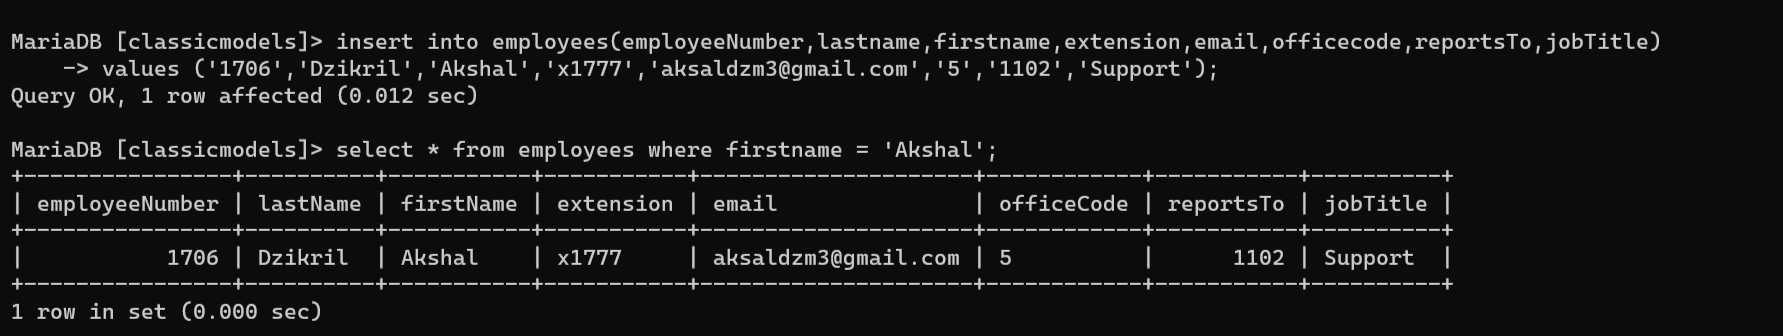 MariaDB [classicmodels]> insert into employees(employeeNumber,lastname,firstname,extension,email,officecode,reportsTo,jobTitle)
    -> values ('1706','Dzikril','Akshal','x1777','aksaldzm3@gmail.com','5','1102','Support');
Query OK, 1 row affected (0.012 sec)

MariaDB [classicmodels]> select * from employees where firstname = 'Akshal';
+----------------+----------+-----------+-----------+---------------------+------------+-----------+----------+
| employeeNumber | lastName | firstName | extension | email               | officeCode | reportsTo | jobTitle |
+----------------+----------+-----------+-----------+---------------------+------------+-----------+----------+
|           1706 | Dzikril  | Akshal    | x1777     | aksaldzm3@gmail.com | 5          |      1102 | Support  |
+----------------+----------+-----------+-----------+---------------------+------------+-----------+----------+
1 row in set (0.000 sec)